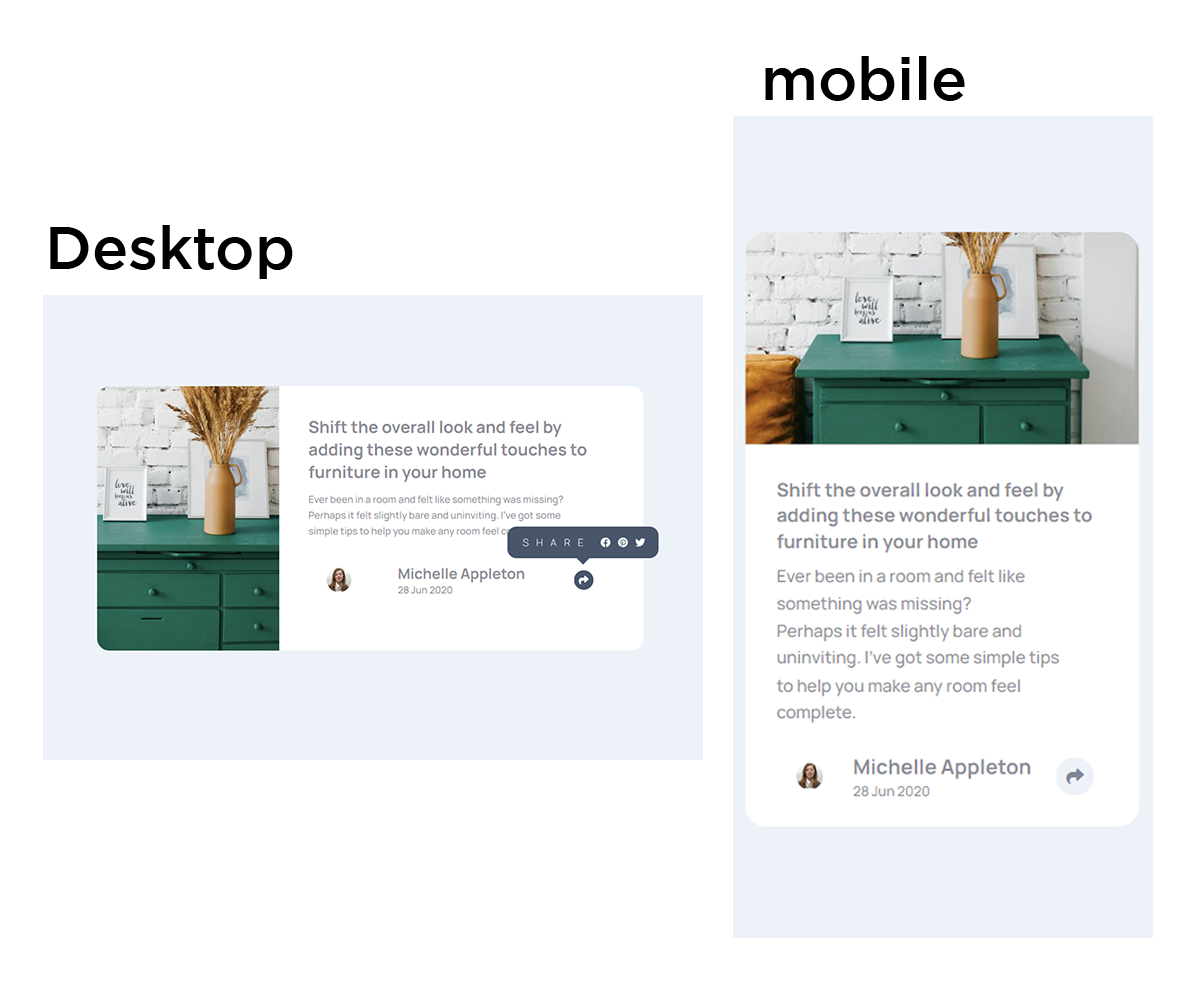 mobile
Desktop
Shift the overall look and feel by
adding these wonderful touches to
furniture in your home
Ever been in a room and felt like something was missing?
Perhaps it felt slightly bare and uninviting. I've got some
simple tips to help you make any room feel
SHARE
Michelle Appleton
28 Jun 2020
love
will
keep us
alive
love
will
keep us
alive
Shift the overall look and feel by
adding these wonderful touches to
furniture in your home
Ever been in a room and felt like
something was missing?
Perhaps it felt slightly bare and
uninviting. I've got some simple tips
to help you make any room feel
complete.
Michelle Appleton
28 Jun 2020